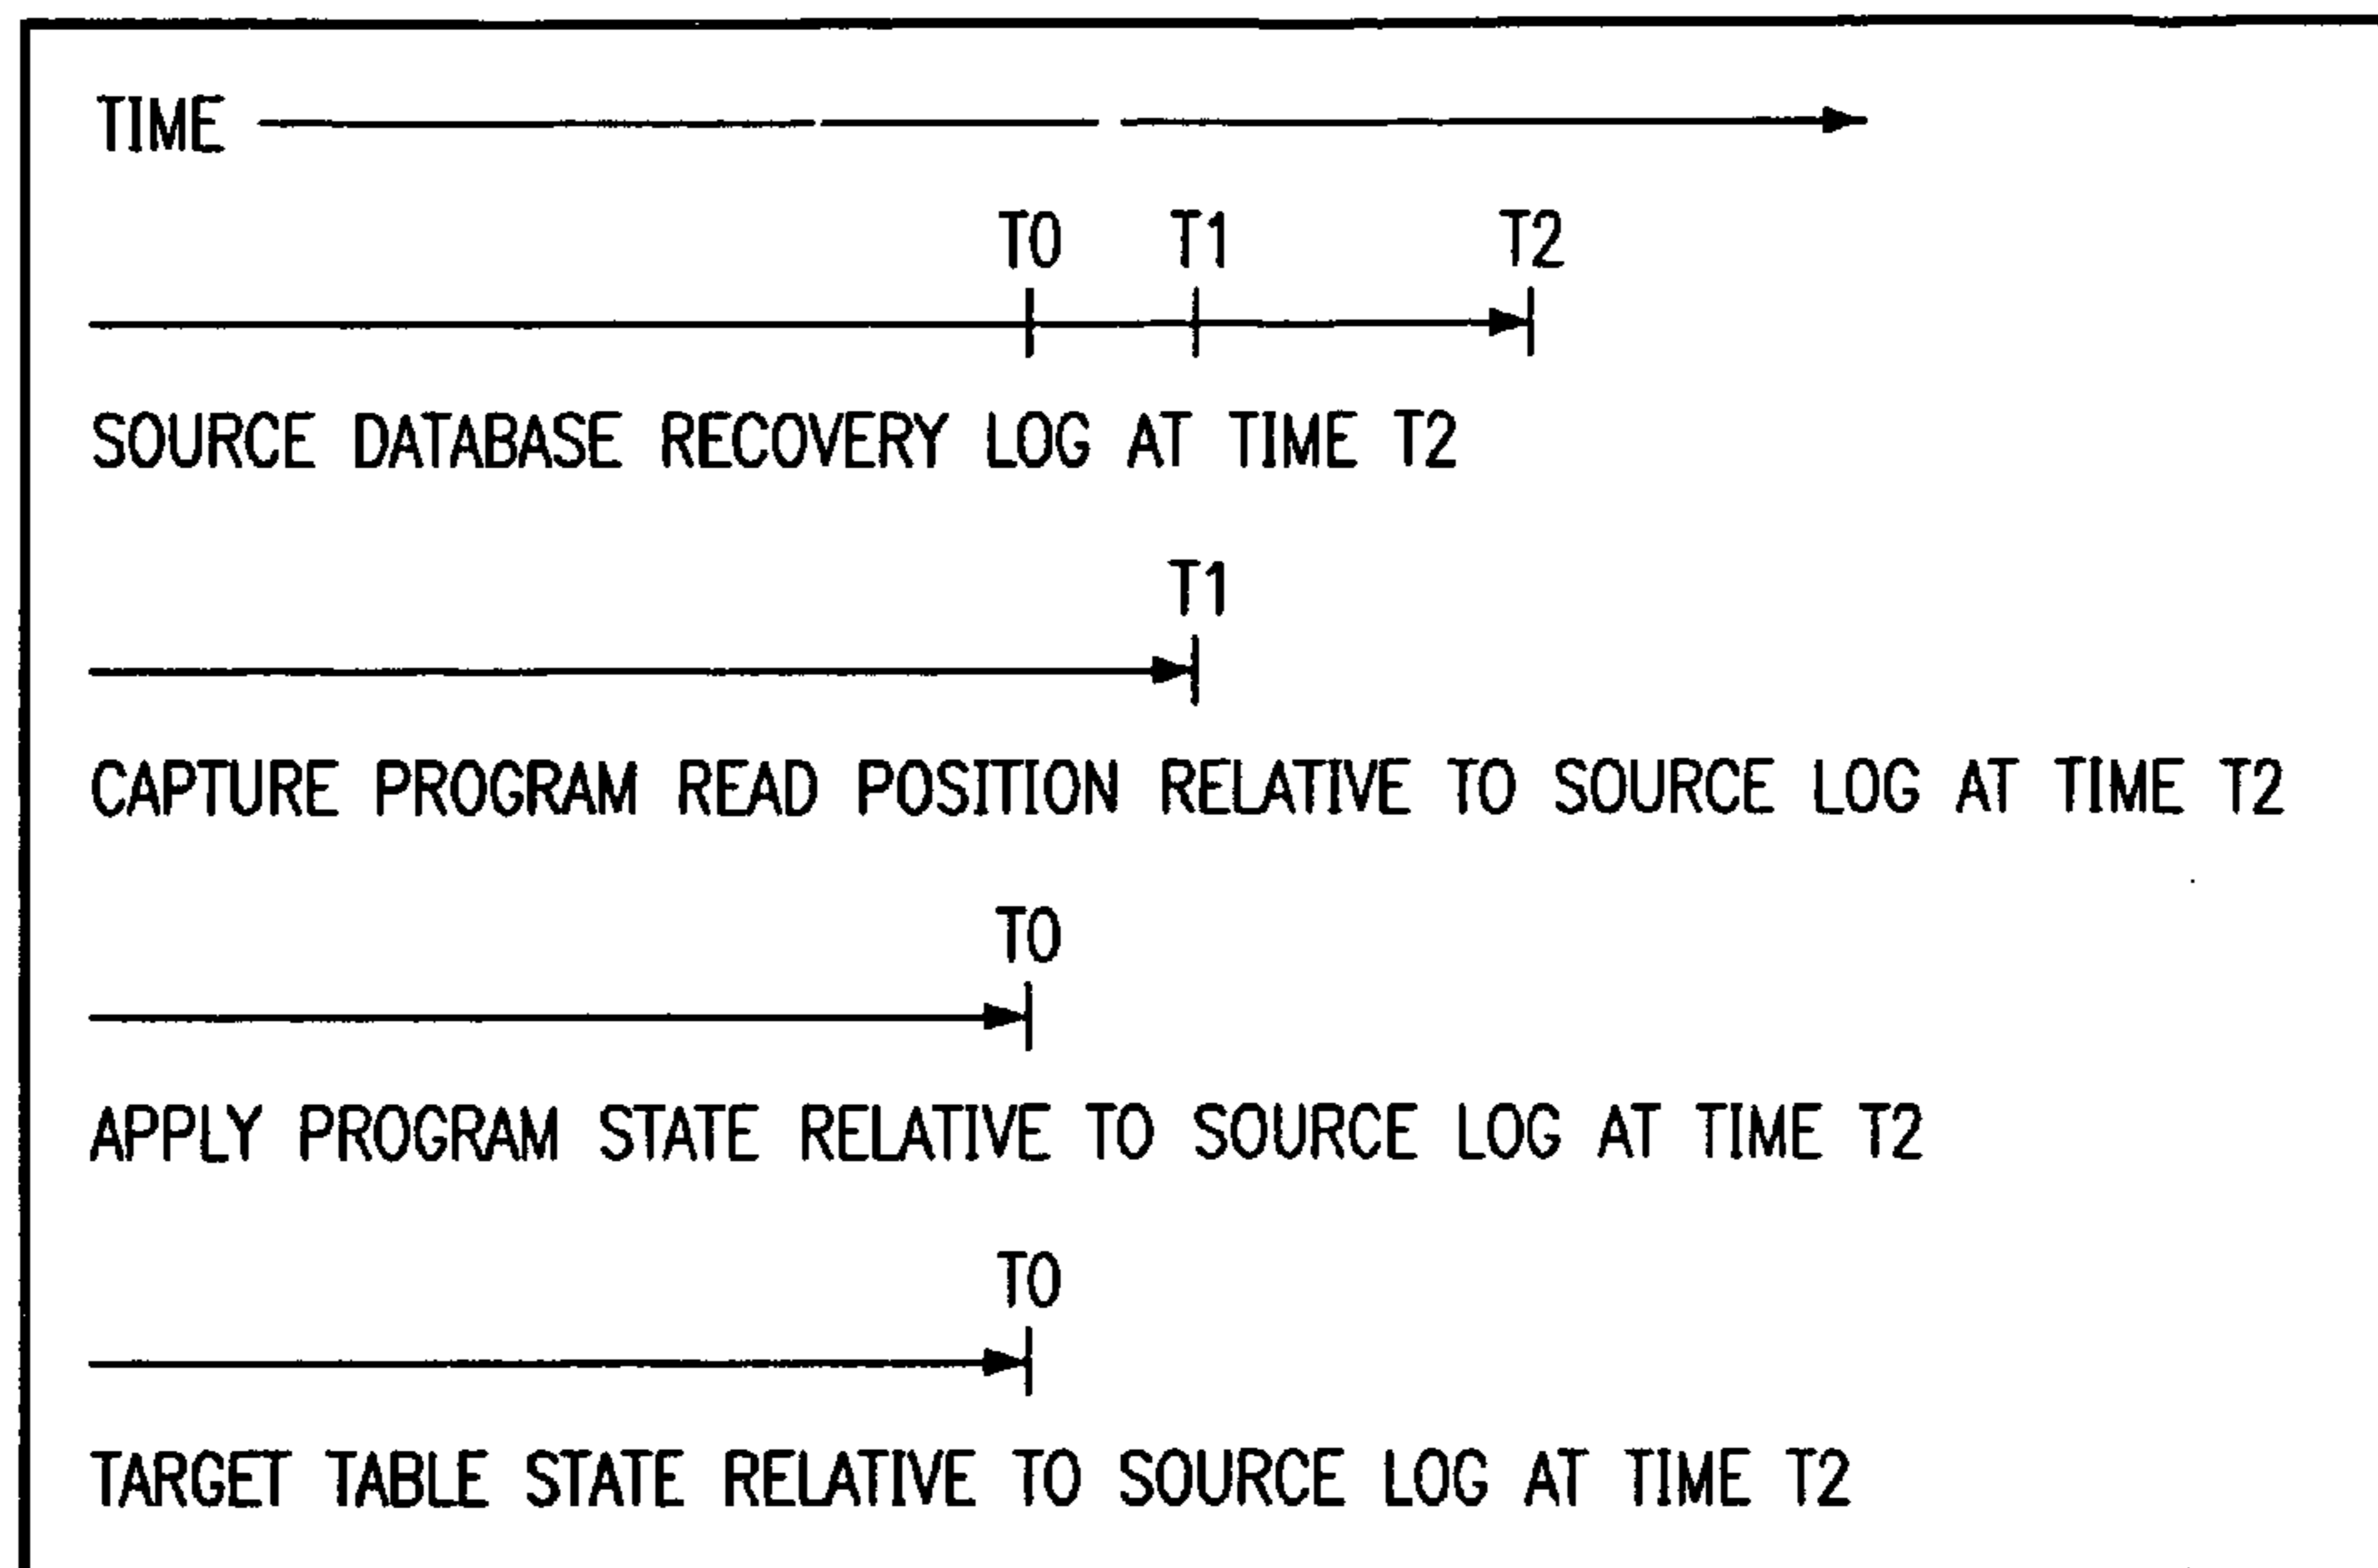 TIME
T0 T1 T2
SOURCE DATABASE RECOVERY LOG AT TIME T2
T1
CAPTURE PROGRAM READ POSITION RELATIVE TO SOURCE LOG AT TIME T2
T0
APPLY PROGRAM STATE RELATIVE TO SOURCE LOG AT TIME T2
T0
TARGET TABLE STATE RELATIVE TO SOURCE LOG AT TIME T2